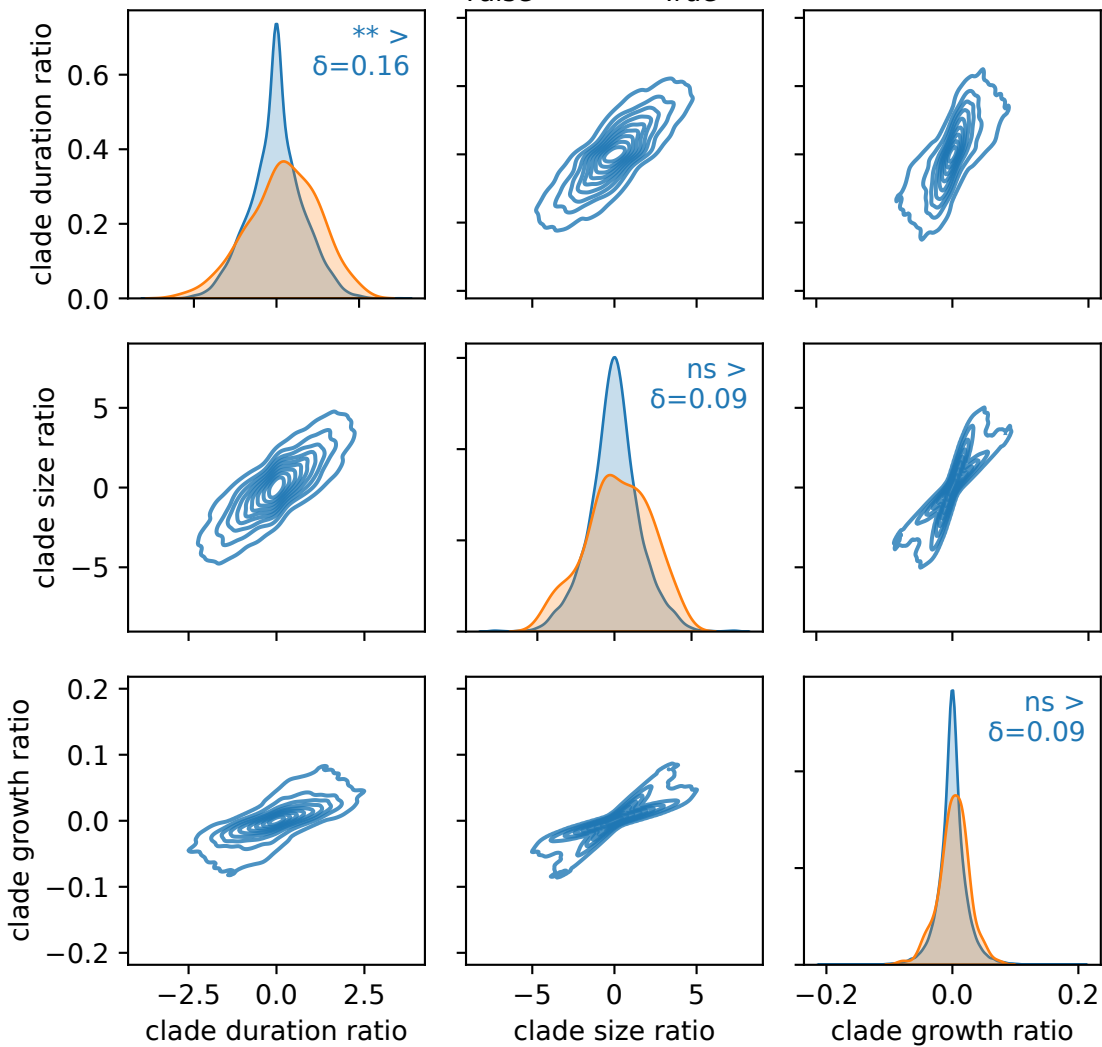 ** >
δ=0.16
clade duration ratio
0.6
0.4
0.2
0.0
ns >
δ=0.09
clade size ratio
5
0
−5
ns >
δ=0.09
clade growth ratio
0.2
0.1
0.0
−0.1
−0.2
−2.5 0.0 2.5
−5 0 5
−0.2 0.0 0.2
clade duration ratio
clade size ratio
clade growth ratio